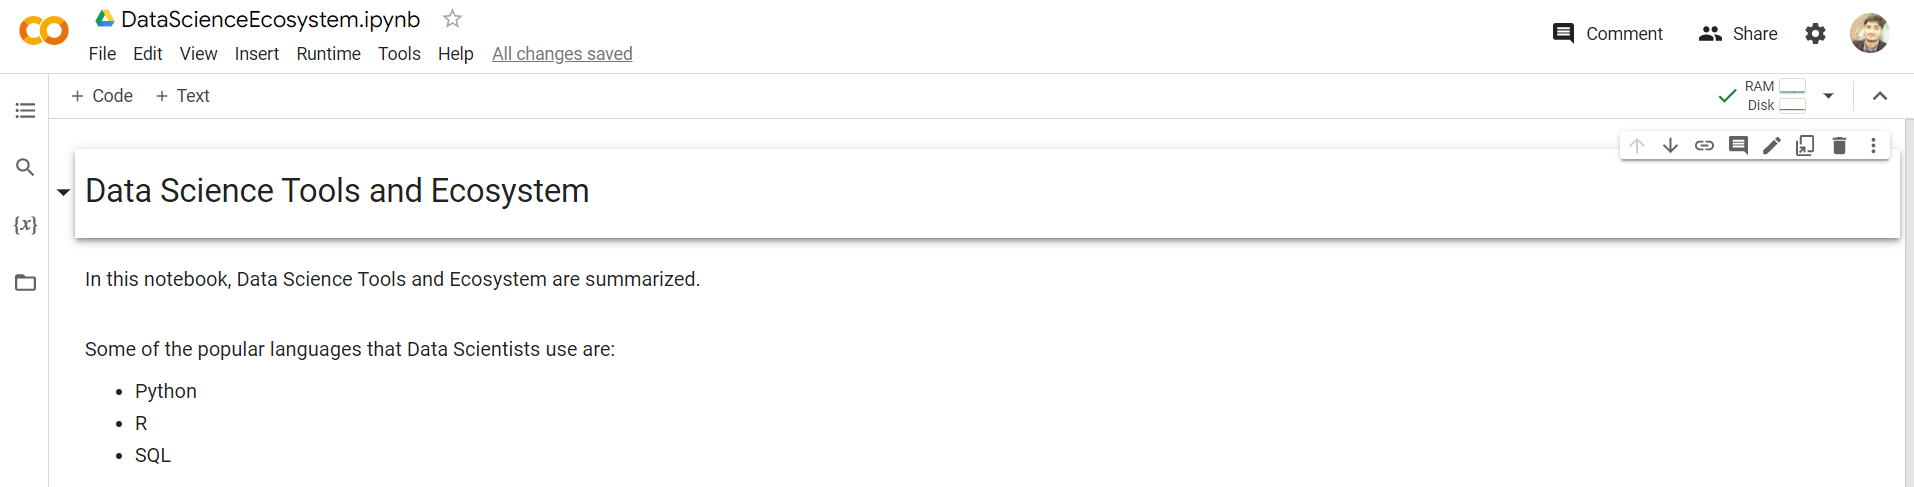 DataScienceEcosystem.ipynb
File Edit View Insert Runtime Tools Help All changes saved
Comment Share
+ Code + Text
RAM
Disk
{x}
Data Science Tools and Ecosystem
In this notebook, Data Science Tools and Ecosystem are summarized.
Some of the popular languages that Data Scientists use are:
• Python
• R
• SQL